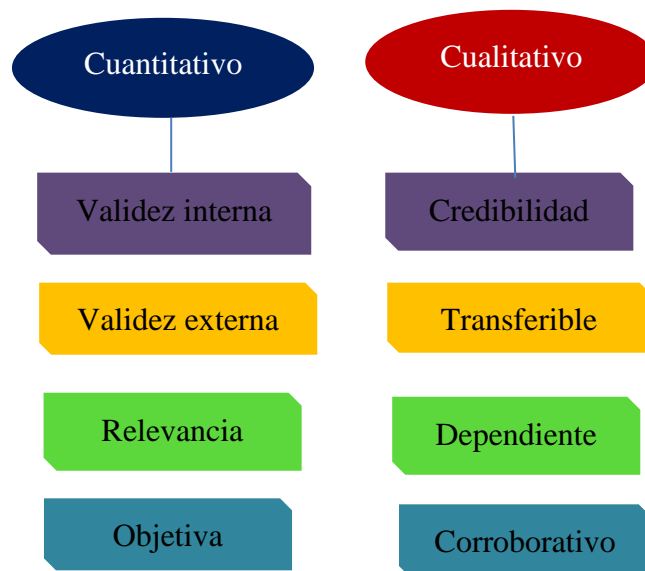 Cuantitativo
Cualitativo
Validez interna
Credibilidad
Validez externa
Transferible
Relevancia
Dependiente
Objetiva
Corroborativo